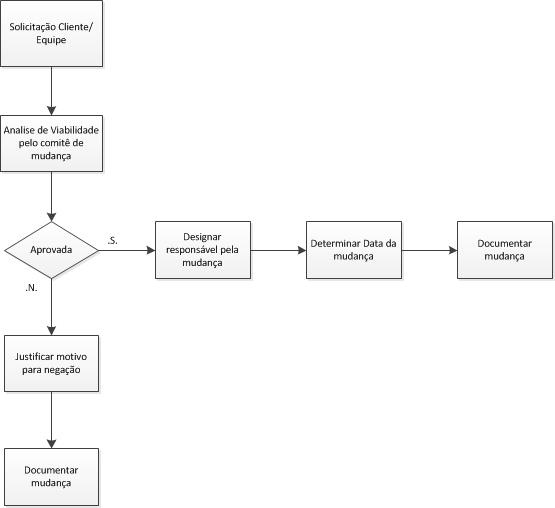 Solicitação Cliente/
Equipe
Analise de Viabilidade
pelo comitê de
mudança
Aprovada
.S.
Designar
responsável pela
mudança
Determinar Data da
mudança
Documentar
mudança
.N.
Justificar motivo
para negação
Documentar
mudança